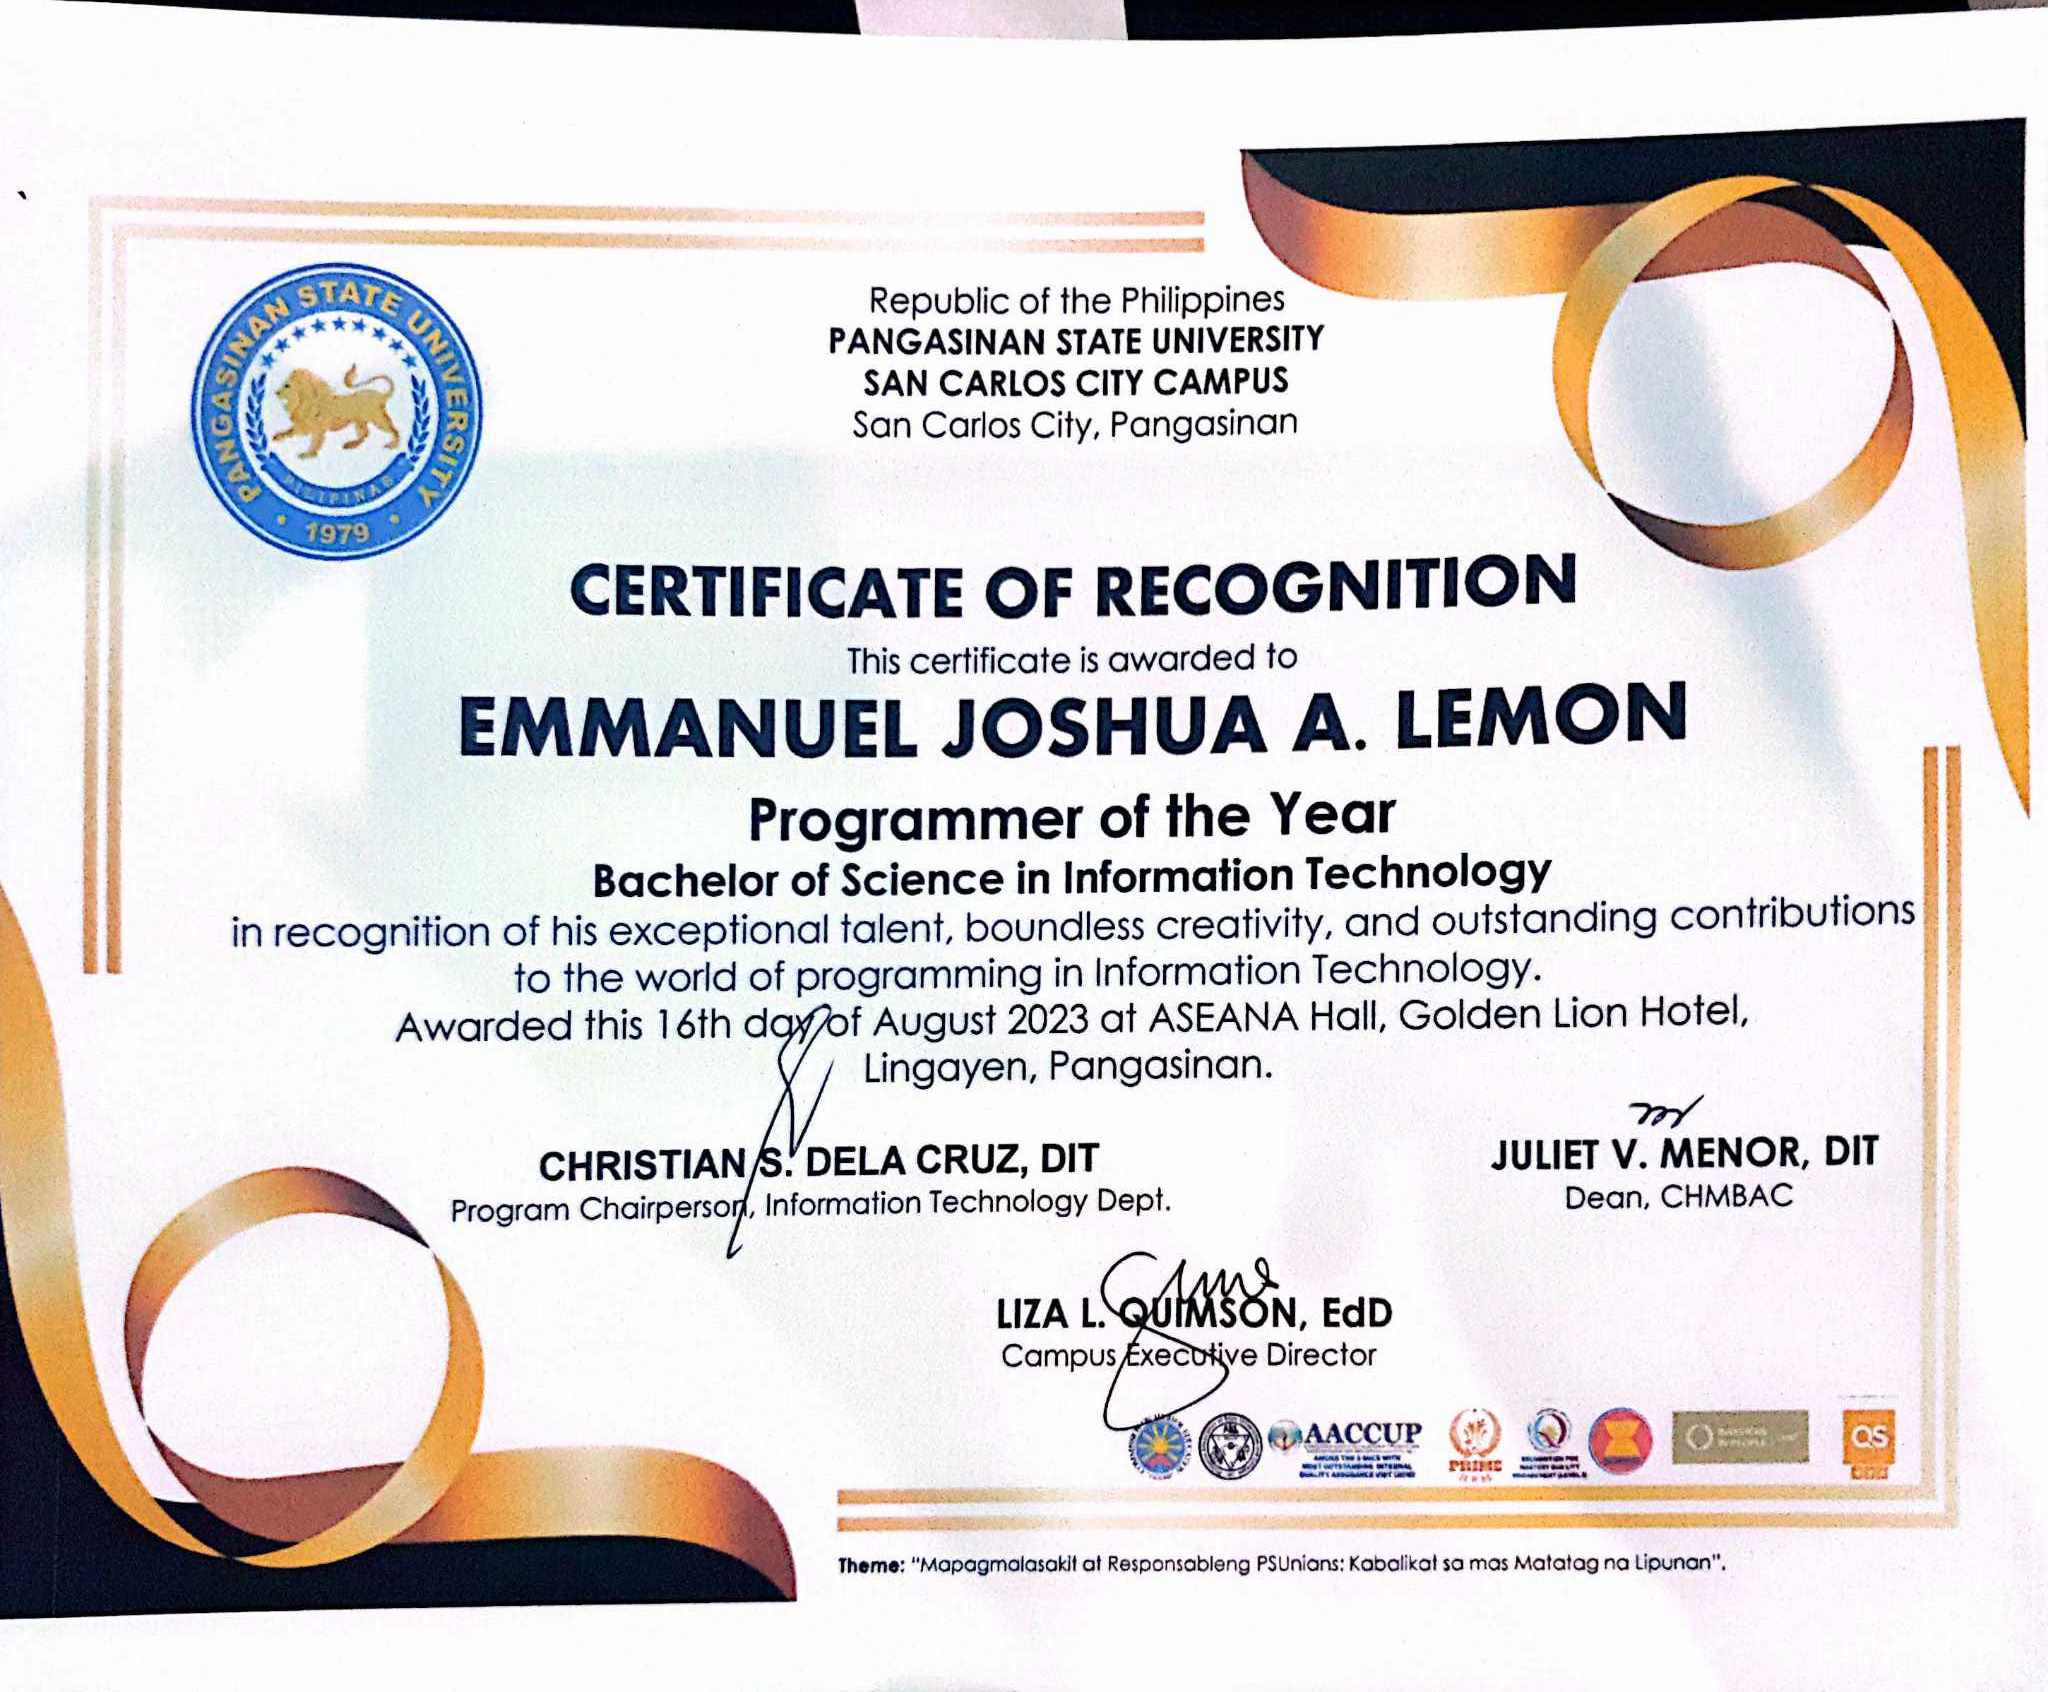 PANGASINAN STATE UNIVERSITY
PILIPINAS
1979
Republic of the Philippines
PANGASINAN STATE UNIVERSITY
SAN CARLOS CITY CAMPUS
San Carlos City, Pangasinan
CERTIFICATE OF RECOGNITION
This certificate is awarded to
EMMANUEL JOSHUA A. LEMON
Programmer of the Year
Bachelor of Science in Information Technology
in recognition of his exceptional talent, boundless creativity, and outstanding contributions
to the world of programming in Information Technology.
Awarded this 16th day of August 2023 at ASEANA Hall, Golden Lion Hotel,
Lingayen, Pangasinan.
CHRISTIAN S. DELA CRUZ, DIT
Program Chairperson, Information Technology Dept.
JULIET V. MENOR, DIT
Dean, CHMBAC
LIZA L. QUIMSON, EdD
Campus Executive Director
AACCUP
PRIME
QS
Theme: "Mapagmalasakit at Responsableng PSUnians: Kabalikat sa mas Matatag na Lipunan".